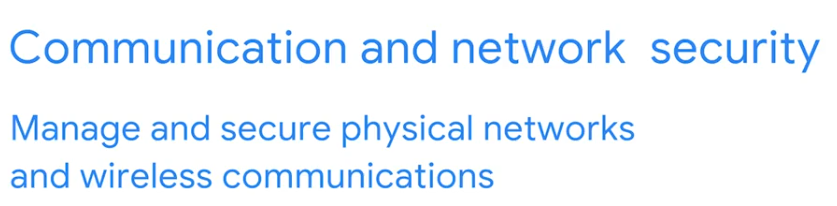 Communication and network security
Manage and secure physical networks
and wireless communications